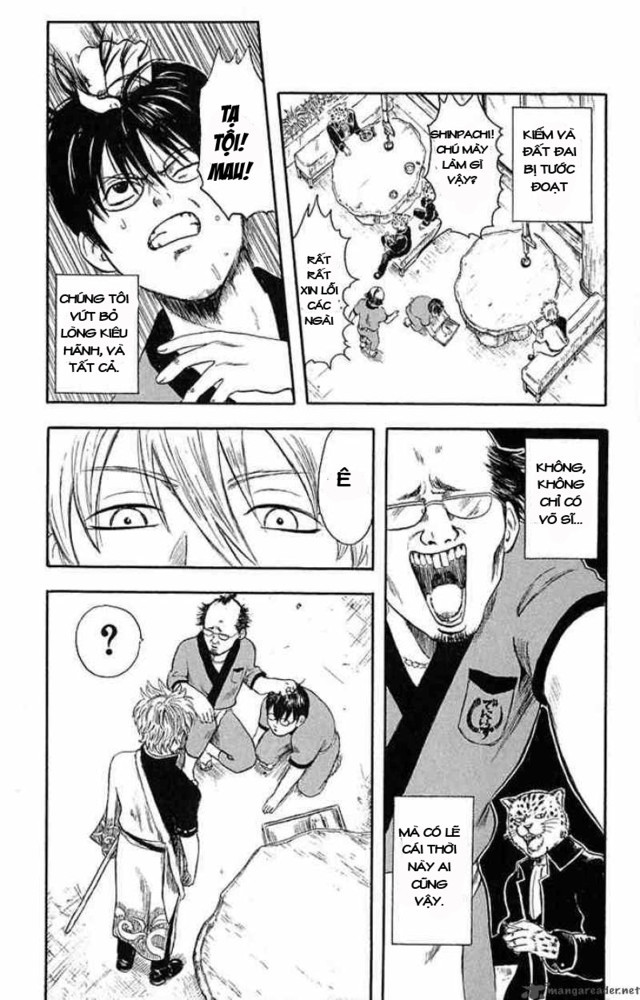 KIẾM VÀ
ĐẤT ĐAI
BỊ TƯỚC
ĐOẠT
SHINPACHI!
CHÚ MÀY
LÀM GÌ
VẬY?
RẤT
RẤT
XIN LỖI
CÁC
NGÀI
TẠ
TỘI!
MAU!
CHÚNG TÔI
VỨT BỎ
LÒNG KIÊU
HÃNH, VÀ
TẤT CẢ.
KHÔNG,
KHÔNG
CHỈ CÓ
VÕ SĨ...
Ê
MÀ CÓ LẼ
CÁI THỜI
NÀY AI
CŨNG
VẬY.
?
mangareader.net